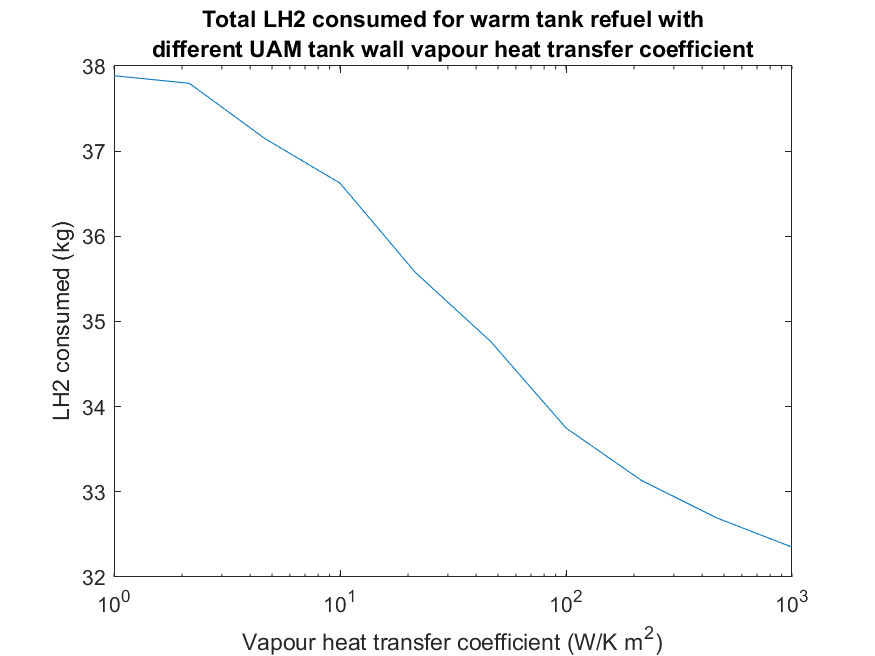 Total LH2 consumed for warm tank refuel with
different UAM tank wall vapour heat transfer coefficient
38
37
36
35
34
33
32
LH2 consumed (kg)
10^0 10^1 10^2 10^3
Vapour heat transfer coefficient (W/K m^2)